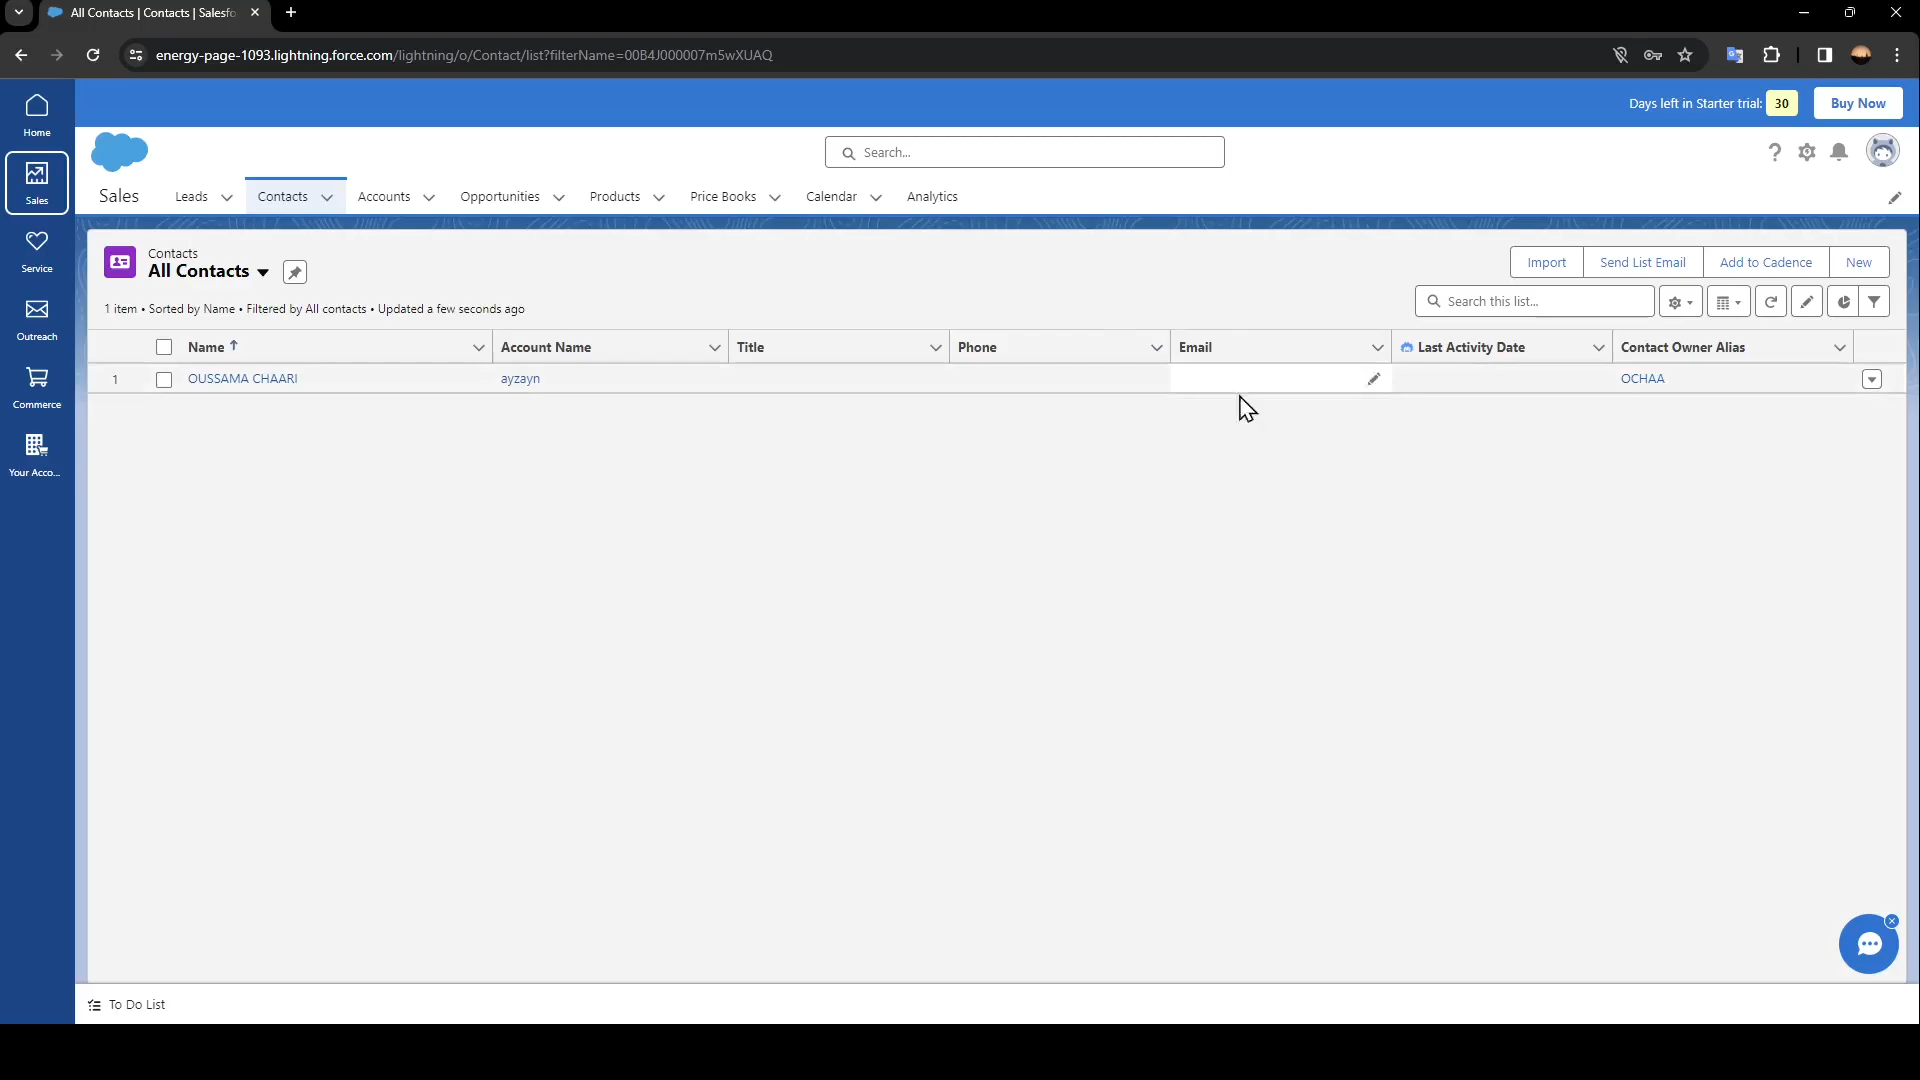 All Contacts | Contacts | Salesfo
energy-page-1093.lightning.force.com/lightning/o/Contact/list?filterName=00B4J000007m5wXUAQ
Days left in Starter trial: 30 Buy Now
Home
Sales
Service
Outreach
Commerce
Your Acco...
Search...
Sales Leads Contacts Accounts Opportunities Products Price Books Calendar Analytics
Contacts
All Contacts
Import Send List Email Add to Cadence New
1 item • Sorted by Name • Filtered by All contacts • Updated a few seconds ago
Search this list...
Name Account Name Title Phone Email Last Activity Date Contact Owner Alias
1 OUSSAMA CHAARI ayzayn OCHAA
To Do List